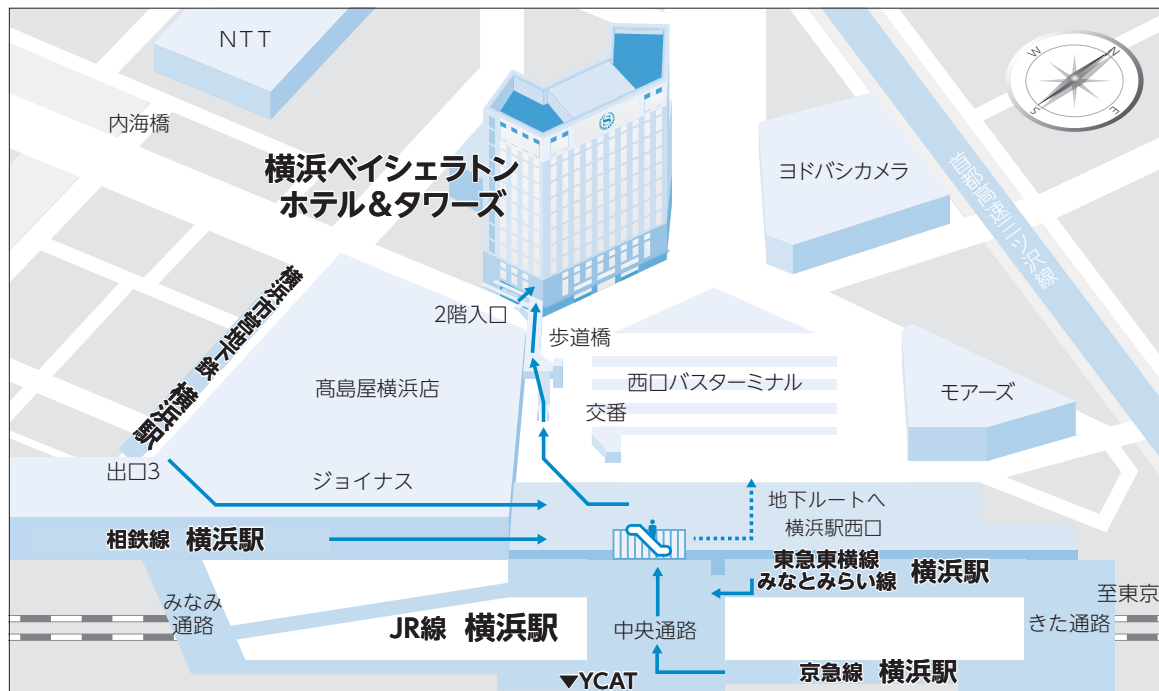 NTT
W
N
S
E
内海橋
横浜ベイシェラトン
ホテル&タワーズ
ヨドバシカメラ
首都高速三ツ沢線
横浜市営地下鉄 横浜駅
2階入口
歩道橋
髙島屋横浜店
西口バスターミナル
モアーズ
交番
出口3
ジョイナス
地下ルートへ
横浜駅西口
相鉄線 横浜駅
東急東横線
みなとみらい線 横浜駅
みなみ
通路
JR線 横浜駅
中央通路
至東京
きた通路
京急線 横浜駅
▼YCAT